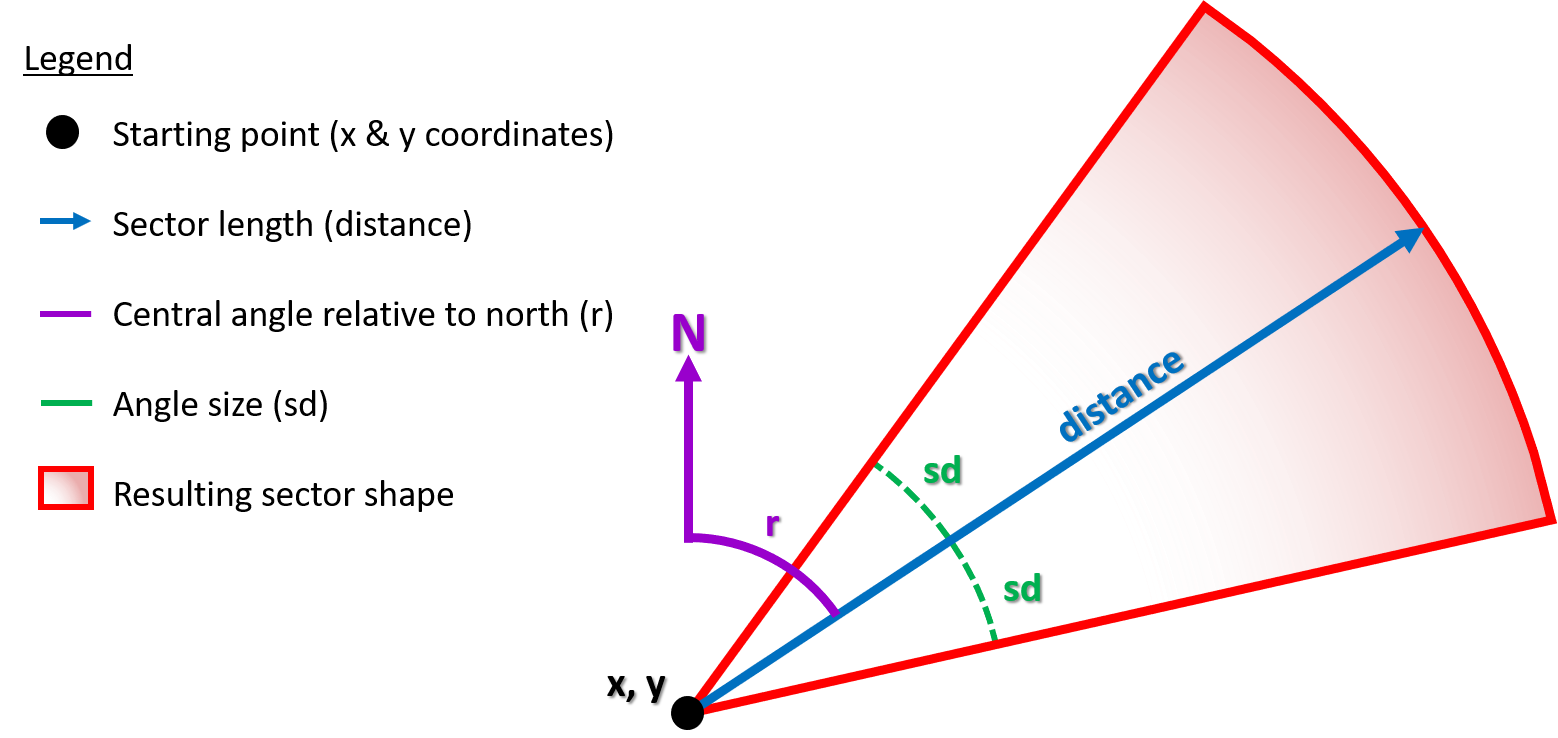 Legend
Starting point (x & y coordinates)
Sector length (distance)
Central angle relative to north (r)
Angle size (sd)
Resulting sector shape
N
r
sd
sd
distance
x, y